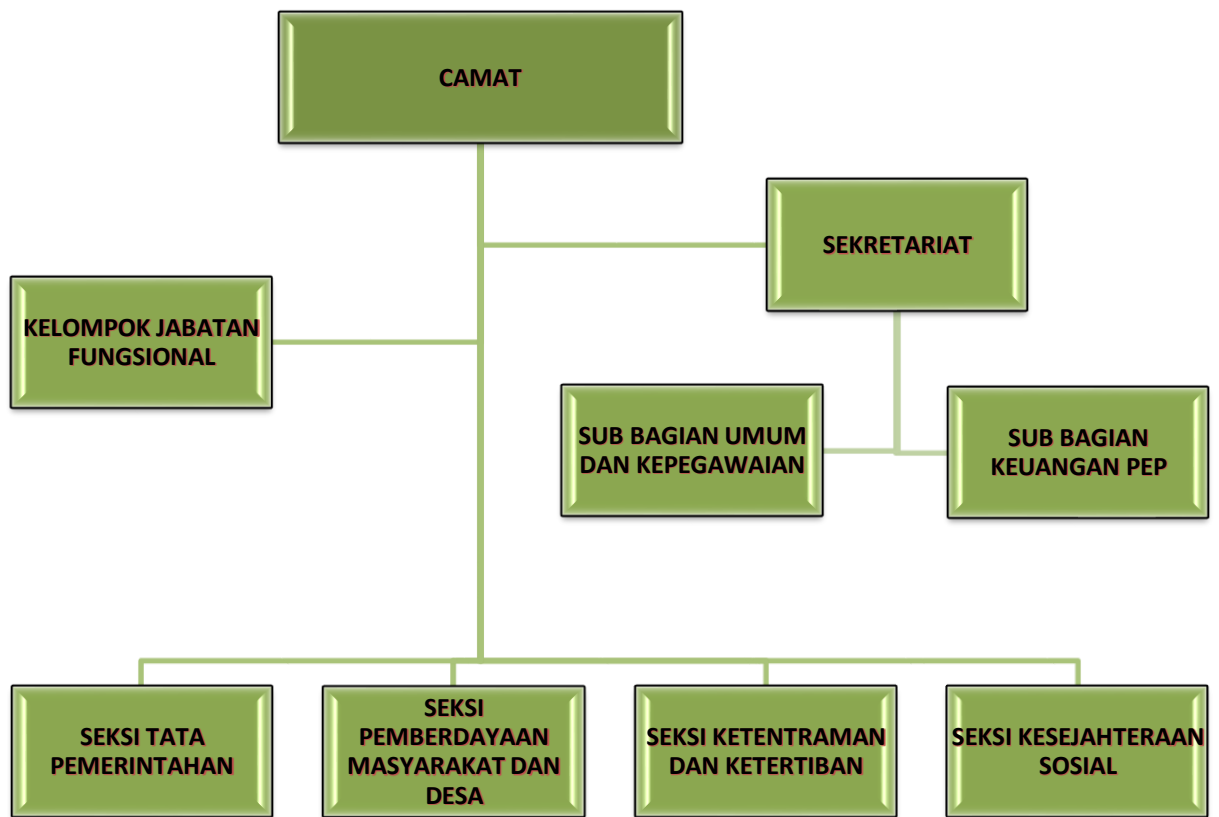 CAMAT
SEKRETARIAT
KELOMPOK JABATAN
FUNGSIONAL
SUB BAGIAN UMUM
DAN KEPEGAWAIAN
SUB BAGIAN
KEUANGAN PEP
SEKSI TATA
PEMERINTAHAN
SEKSI
PEMBERDAYAAN
MASYARAKAT DAN
DESA
SEKSI KETENTRAMAN
DAN KETERTIBAN
SEKSI KESEJAHTERAAN
SOSIAL